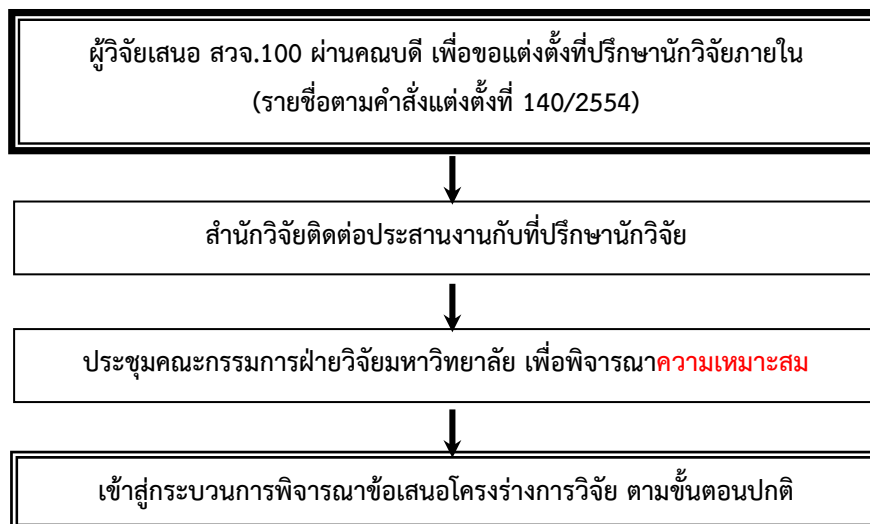 ผู้วิจัยเสนอ สวจ.100 ผ่านคณบดี เพื่อขอแต่งตั้งที่ปรึกษานักวิจัยภายใน
(รายชื่อตามคำสั่งแต่งตั้งที่ 140/2554)
สำนักวิจัยติดต่อประสานงานกับที่ปรึกษานักวิจัย
ประชุมคณะกรรมการฝ่ายวิจัยมหาวิทยาลัย เพื่อพิจารณาความเหมาะสม
เข้าสู่กระบวนการพิจารณาข้อเสนอโครงร่างการวิจัย ตามขั้นตอนปกติ